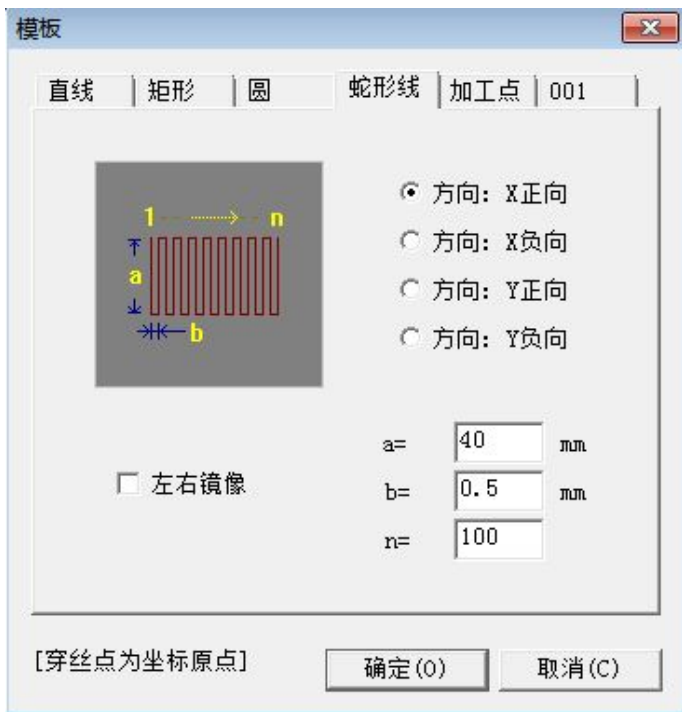 模板
直线 矩形 圆 蛇形线 加工点 001
1 n
a
b
方向: X正向
方向: X负向
方向: Y正向
方向: Y负向
左右镜像
a= 40 mm
b= 0.5 mm
n= 100
[穿丝点为坐标原点] 确定(O) 取消(C)